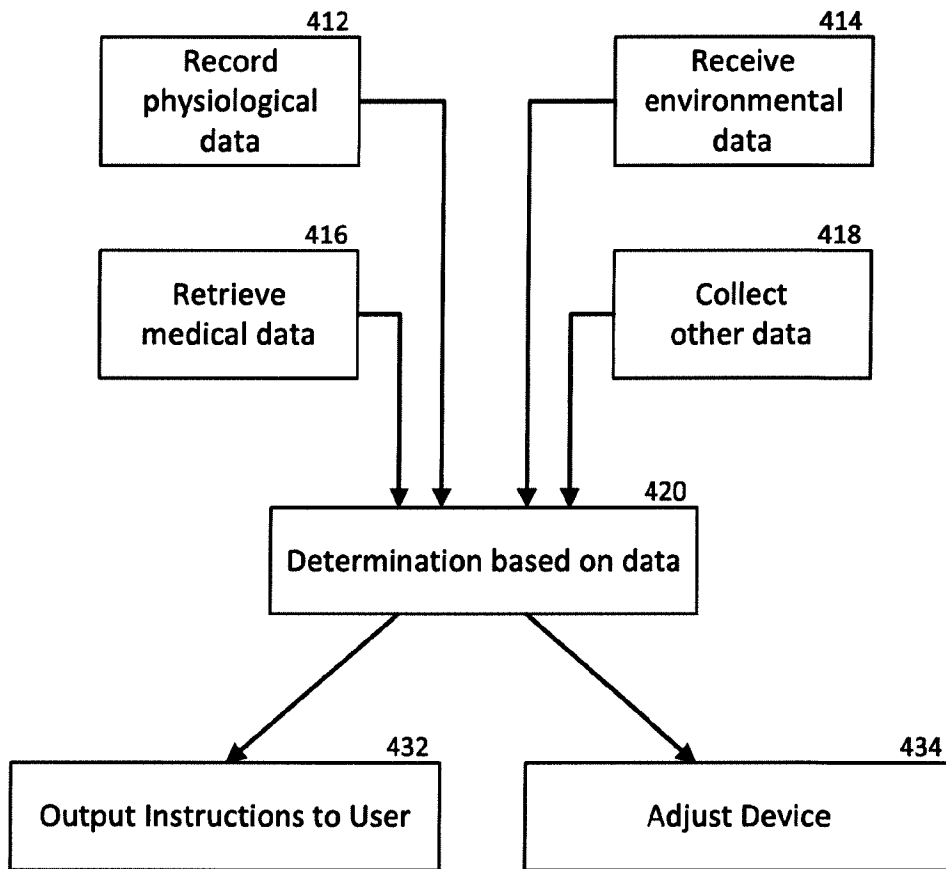 412
Record
physiological
data
414
Receive
environmental
data
416
Retrieve
medical data
418
Collect
other data
420
Determination based on data
432
Output Instructions to User
434
Adjust Device